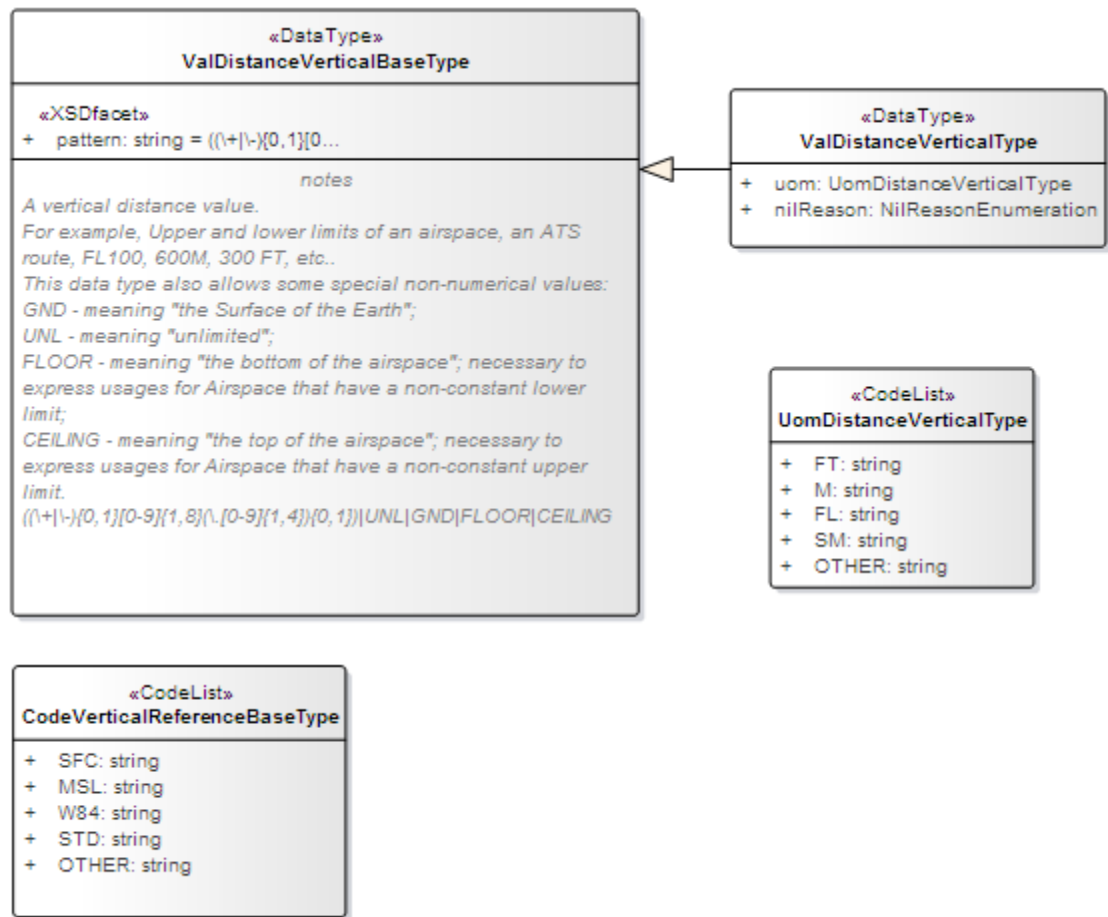 «DataType»
ValDistanceVerticalBaseType
«XSDfacet»
+ pattern: string = ((\+|\-){0,1}[0...
notes
A vertical distance value.
For example, Upper and lower limits of an airspace, an ATS
route, FL100, 600M, 300 FT, etc..
This data type also allows some special non-numerical values:
GND - meaning "the Surface of the Earth";
UNL - meaning "unlimited";
FLOOR - meaning "the bottom of the airspace"; necessary to
express usages for Airspace that have a non-constant lower
limit;
CEILING - meaning "the top of the airspace"; necessary to
express usages for Airspace that have a non-constant upper
limit.
((\+|\-){0,1}[0-9]{1,8}(\.[0-9]{1,4}){0,1})|UNL|GND|FLOOR|CEILING
«DataType»
ValDistanceVerticalType
+ uom: UomDistanceVerticalType
+ nilReason: NilReasonEnumeration
«CodeList»
UomDistanceVerticalType
+ FT: string
+ M: string
+ FL: string
+ SM: string
+ OTHER: string
«CodeList»
CodeVerticalReferenceBaseType
+ SFC: string
+ MSL: string
+ W84: string
+ STD: string
+ OTHER: string